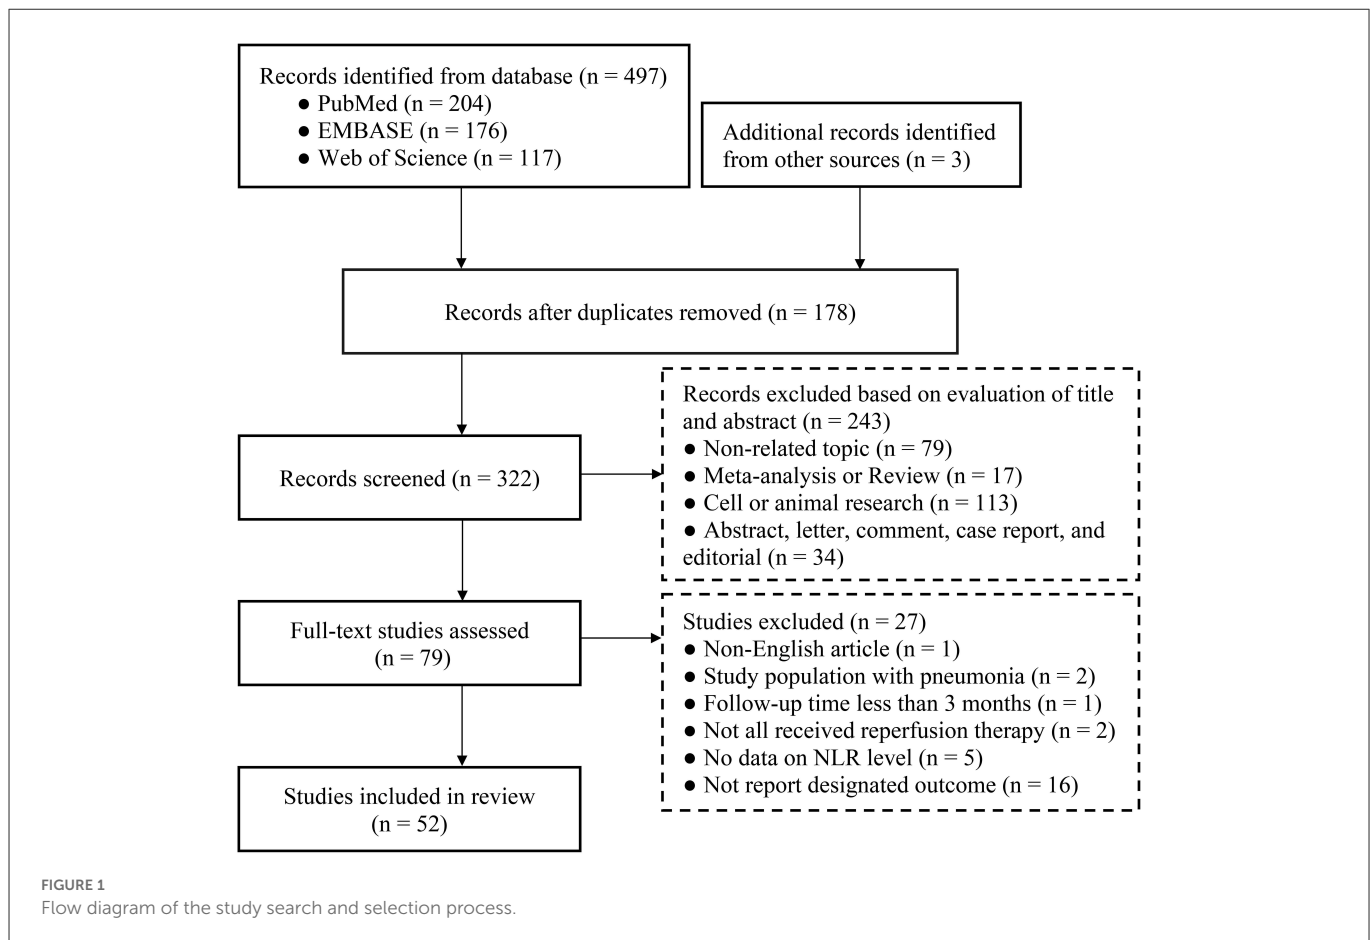 Records identified from database (n = 497)
● PubMed (n = 204)
● EMBASE (n = 176)
● Web of Science (n = 117)
Additional records identified
from other sources (n = 3)
Records after duplicates removed (n = 178)
Records excluded based on evaluation of title
and abstract (n = 243)
● Non-related topic (n = 79)
● Meta-analysis or Review (n = 17)
● Cell or animal research (n = 113)
● Abstract, letter, comment, case report, and
editorial (n = 34)
Records screened (n = 322)
Full-text studies assessed
(n = 79)
Studies excluded (n = 27)
● Non-English article (n = 1)
● Study population with pneumonia (n = 2)
● Follow-up time less than 3 months (n = 1)
● Not all received reperfusion therapy (n = 2)
● No data on NLR level (n = 5)
● Not report designated outcome (n = 16)
Studies included in review
(n = 52)
FIGURE 1
Flow diagram of the study search and selection process.